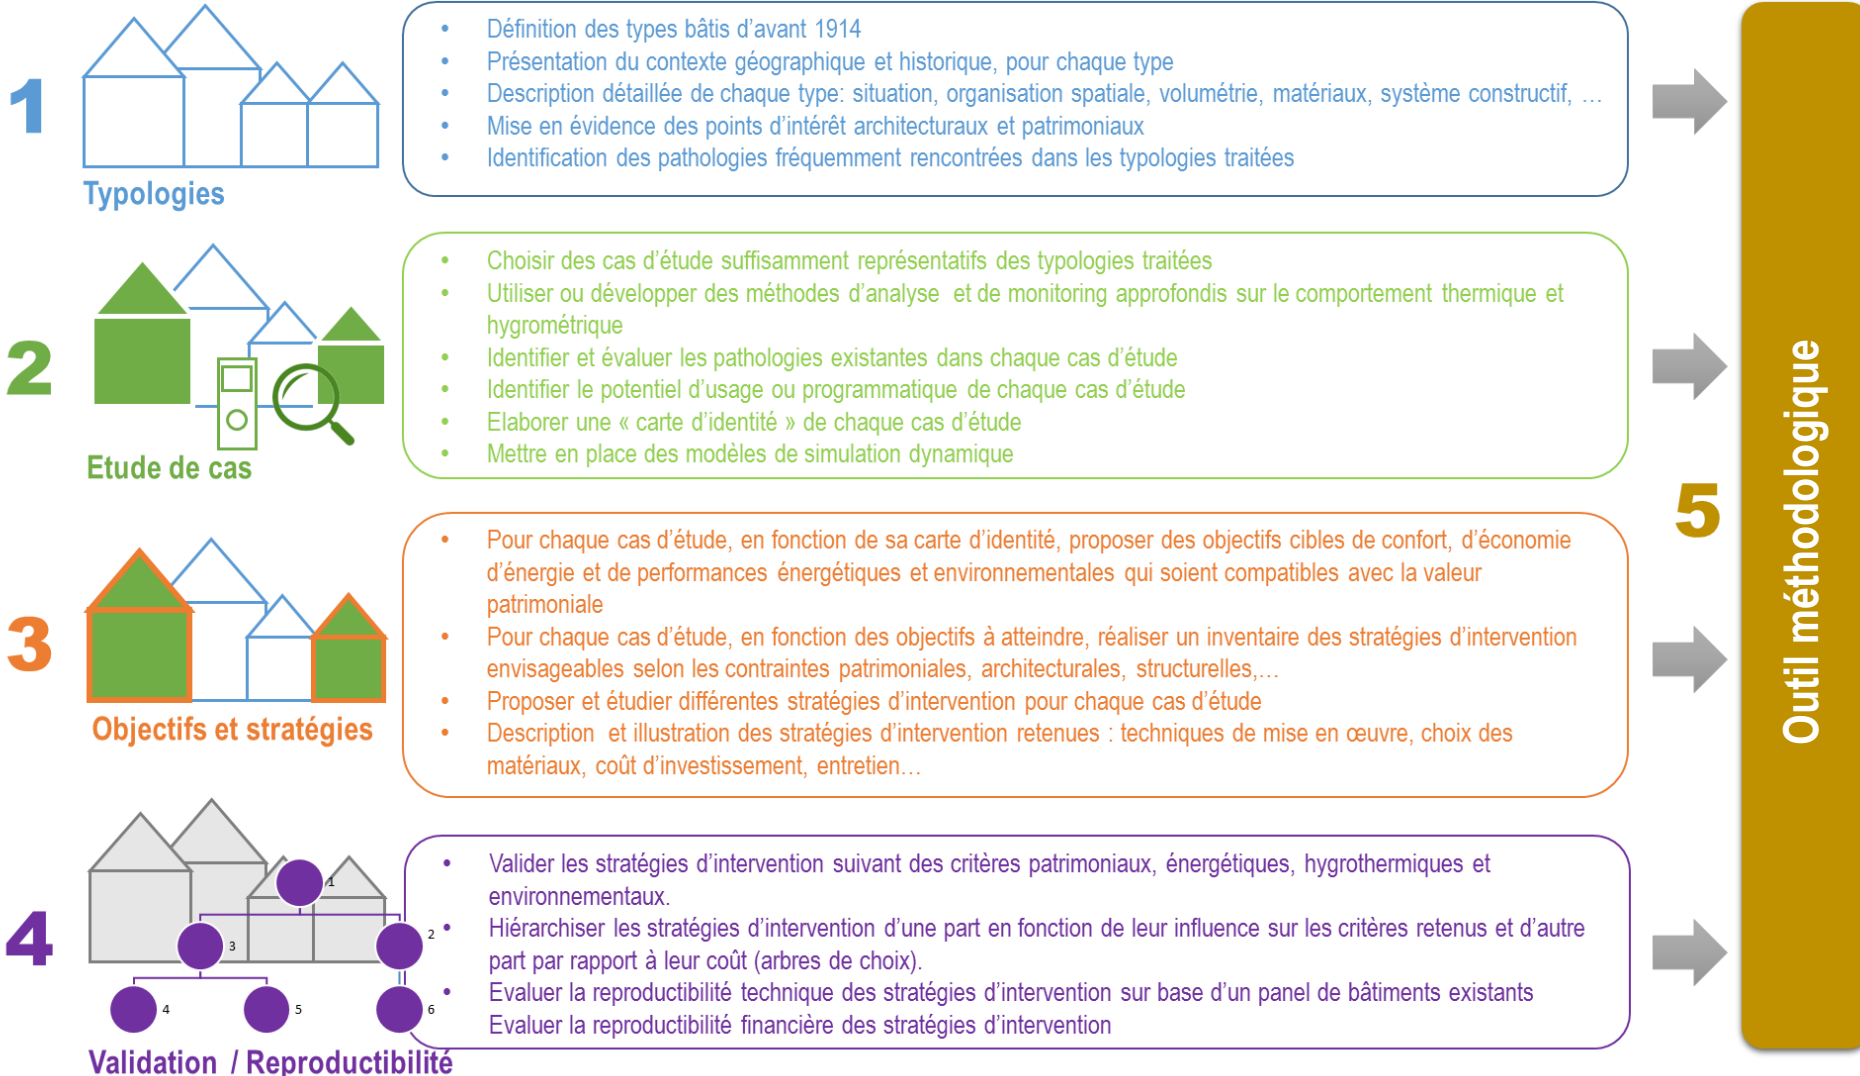 1
Typologies
• Définition des types bâtis d’avant 1914
• Présentation du contexte géographique et historique, pour chaque type
• Description détaillée de chaque type: situation, organisation spatiale, volumétrie, matériaux, système constructif, …
• Mise en évidence des points d’intérêt architecturaux et patrimoniaux
• Identification des pathologies fréquemment rencontrées dans les typologies traitées
2
Etude de cas
• Choisir des cas d’étude suffisamment représentatifs des typologies traitées
• Utiliser ou développer des méthodes d’analyse et de monitoring approfondis sur le comportement thermique et
hygrométrique
• Identifier et évaluer les pathologies existantes dans chaque cas d’étude
• Identifier le potentiel d’usage ou programmatique de chaque cas d’étude
• Elaborer une « carte d’identité » de chaque cas d’étude
• Mettre en place des modèles de simulation dynamique
3
Objectifs et stratégies
• Pour chaque cas d’étude, en fonction de sa carte d’identité, proposer des objectifs cibles de confort, d’économie
d’énergie et de performances énergétiques et environnementales qui soient compatibles avec la valeur
patrimoniale
• Pour chaque cas d’étude, en fonction des objectifs à atteindre, réaliser un inventaire des stratégies d’intervention
envisageables selon les contraintes patrimoniales, architecturales, structurelles,…
• Proposer et étudier différentes stratégies d’intervention pour chaque cas d’étude
• Description et illustration des stratégies d’intervention retenues : techniques de mise en œuvre, choix des
matériaux, coût d’investissement, entretien…
4
1
3
2
4
5
6
Validation / Reproductibilité
• Valider les stratégies d’intervention suivant des critères patrimoniaux, énergétiques, hygrothermiques et
environnementaux.
• Hiérarchiser les stratégies d’intervention d’une part en fonction de leur influence sur les critères retenus et d’autre
part par rapport à leur coût (arbres de choix).
• Evaluer la reproductibilité technique des stratégies d’intervention sur base d’un panel de bâtiments existants
Evaluer la reproductibilité financière des stratégies d’intervention
5
Outil méthodologique